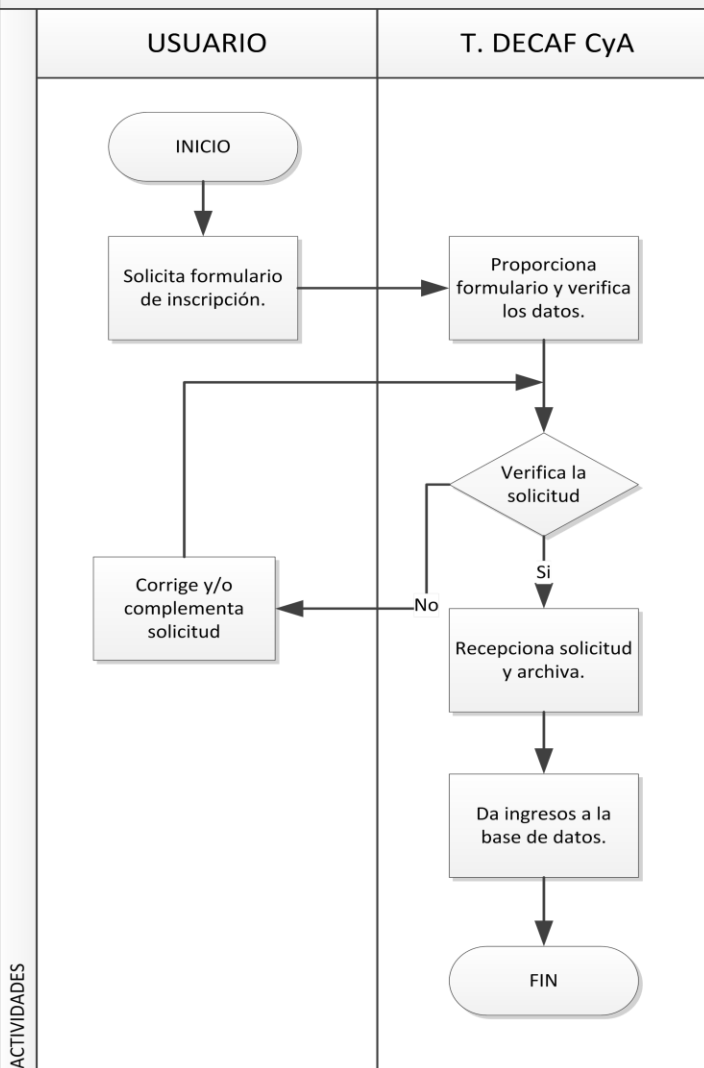 USUARIO
T. DECAF CyA
INICIO
Solicita formulario
de inscripción.
Proporciona
formulario y verifica
los datos.
Verifica la
solicitud
Si
No
Corrige y/o
complementa
solicitud
Recepciona solicitud
y archiva.
Da ingresos a la
base de datos.
FIN
ACTIVIDADES